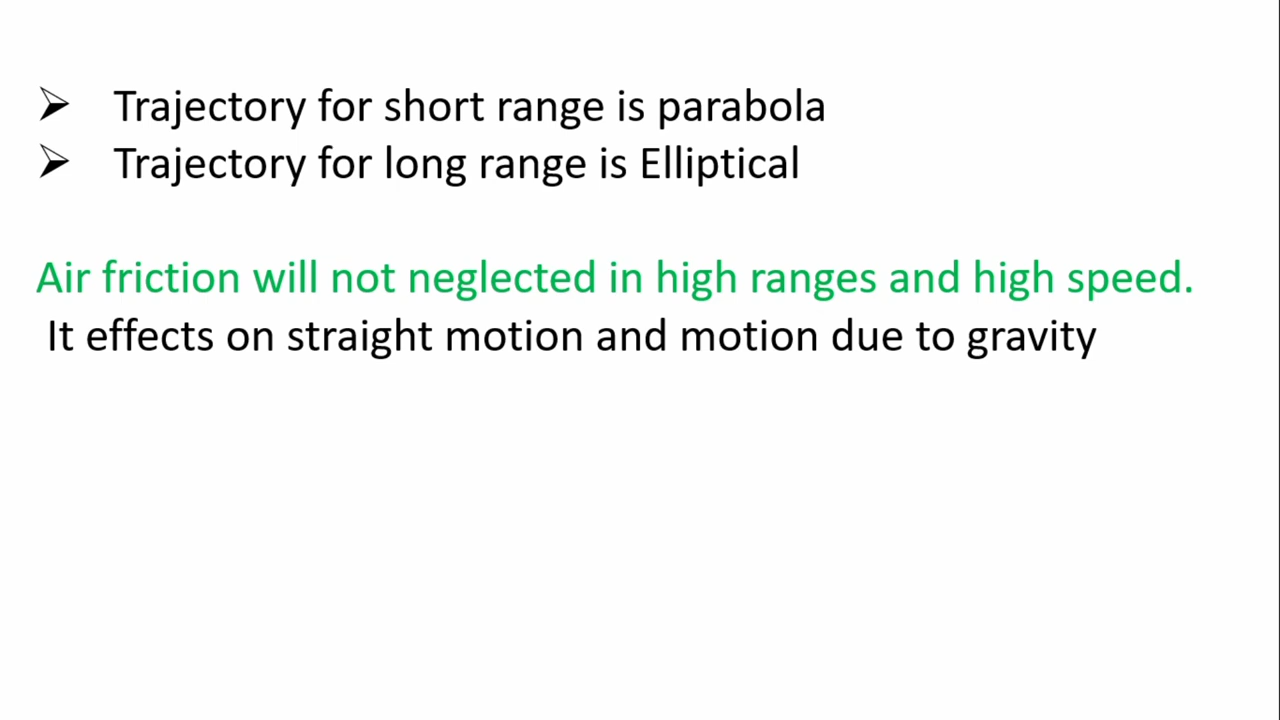 ➢ Trajectory for short range is parabola
➢ Trajectory for long range is Elliptical
Air friction will not neglected in high ranges and high speed.
It effects on straight motion and motion due to gravity